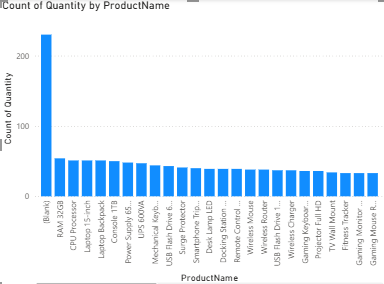 Count of Quantity by ProductName
Count of Quantity
200
100
0
(Blank)
RAM 32GB
CPU Processor
Laptop 15-inch
Laptop Backpack
Console 1TB
Power Supply 65...
UPS 600VA
Mechanical Keyb...
USB Flash Drive 6...
Surge Protector
Smartphone Trip...
Desk Lamp LED
Docking Station ...
Remote Control ...
Wireless Mouse
Wireless Router
USB Flash Drive 1...
Wireless Charger
Gaming Keyboar...
Projector Full HD
TV Wall Mount
Fitness Tracker
Gaming Monitor ...
Gaming Mouse R...
ProductName